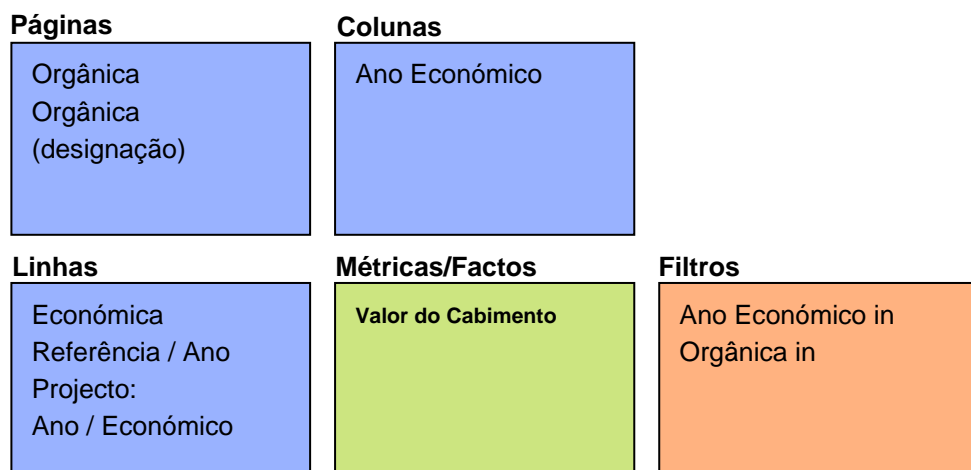 Páginas
Colunas
Orgânica
Orgânica
(designação)
Ano Económico
Linhas
Métricas/Factos
Filtros
Económica
Referência / Ano
Projecto:
Ano / Económico
Valor do Cabimento
Ano Económico in
Orgânica in